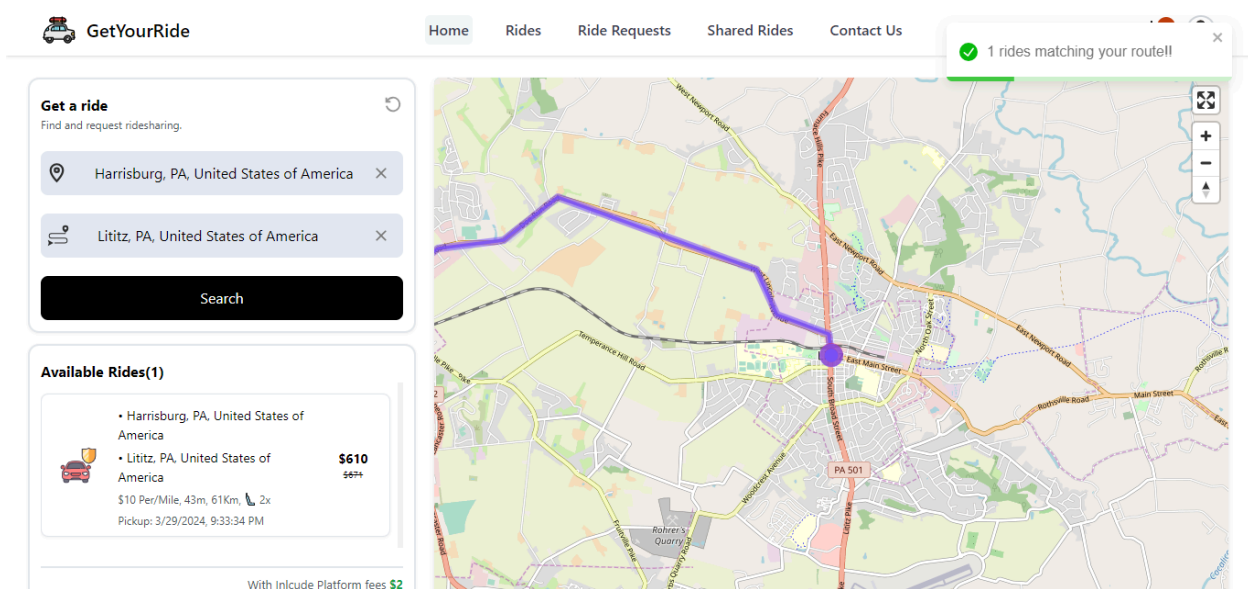 GetYourRide
Home
Rides
Ride Requests
Shared Rides
Contact Us
1 rides matching your route!!
Get a ride
Find and request ridesharing.
Harrisburg, PA, United States of America
Lititz, PA, United States of America
Search
Available Rides(1)
• Harrisburg, PA, United States of
America
• Lititz, PA, United States of
America
$610
$671
$10 Per/Mile, 43m, 61Km, 2x
Pickup: 3/29/2024, 9:33:34 PM
With Inlcude Platform fees $2
West Newport Road
East Newport Road
North Oak Street
East Newport Road
Temperance Hill Road
East Main Street
South Broad Street
Rothsville Road
Main Street
PA 501
Woodcrest Avenue
Lititz Pike
Fruitville Pike
Rohrer's
Quarry